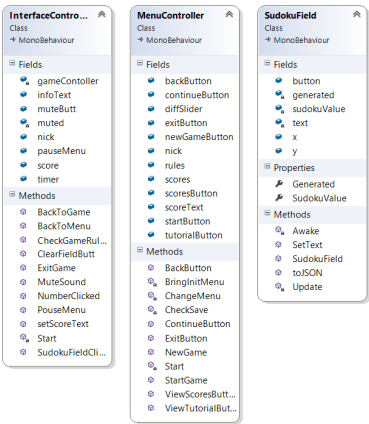 InterfaceContro...
Class
MonoBehaviour
Fields
gameContoller
infoText
muteButt
muted
nick
pauseMenu
score
timer
Methods
BackToGame
BackToMenu
CheckGameRul...
ClearFieldButt
ExitGame
MuteSound
NumberClicked
PouseMenu
setScoreText
Start
SudokuFieldCli...
MenuController
Class
MonoBehaviour
Fields
backButton
continueButton
diffSlider
exitButton
newGameButton
nick
rules
scores
scoresButton
scoreText
startButton
tutorialButton
Methods
BackButton
BringInitMenu
ChangeMenu
CheckSave
ContinueButton
ExitButton
NewGame
Start
StartGame
ViewScoresButt...
ViewTutorialBut...
SudokuField
Class
MonoBehaviour
Fields
button
generated
sudokuValue
text
x
y
Properties
Generated
SudokuValue
Methods
Awake
SetText
SudokuField
toJSON
Update